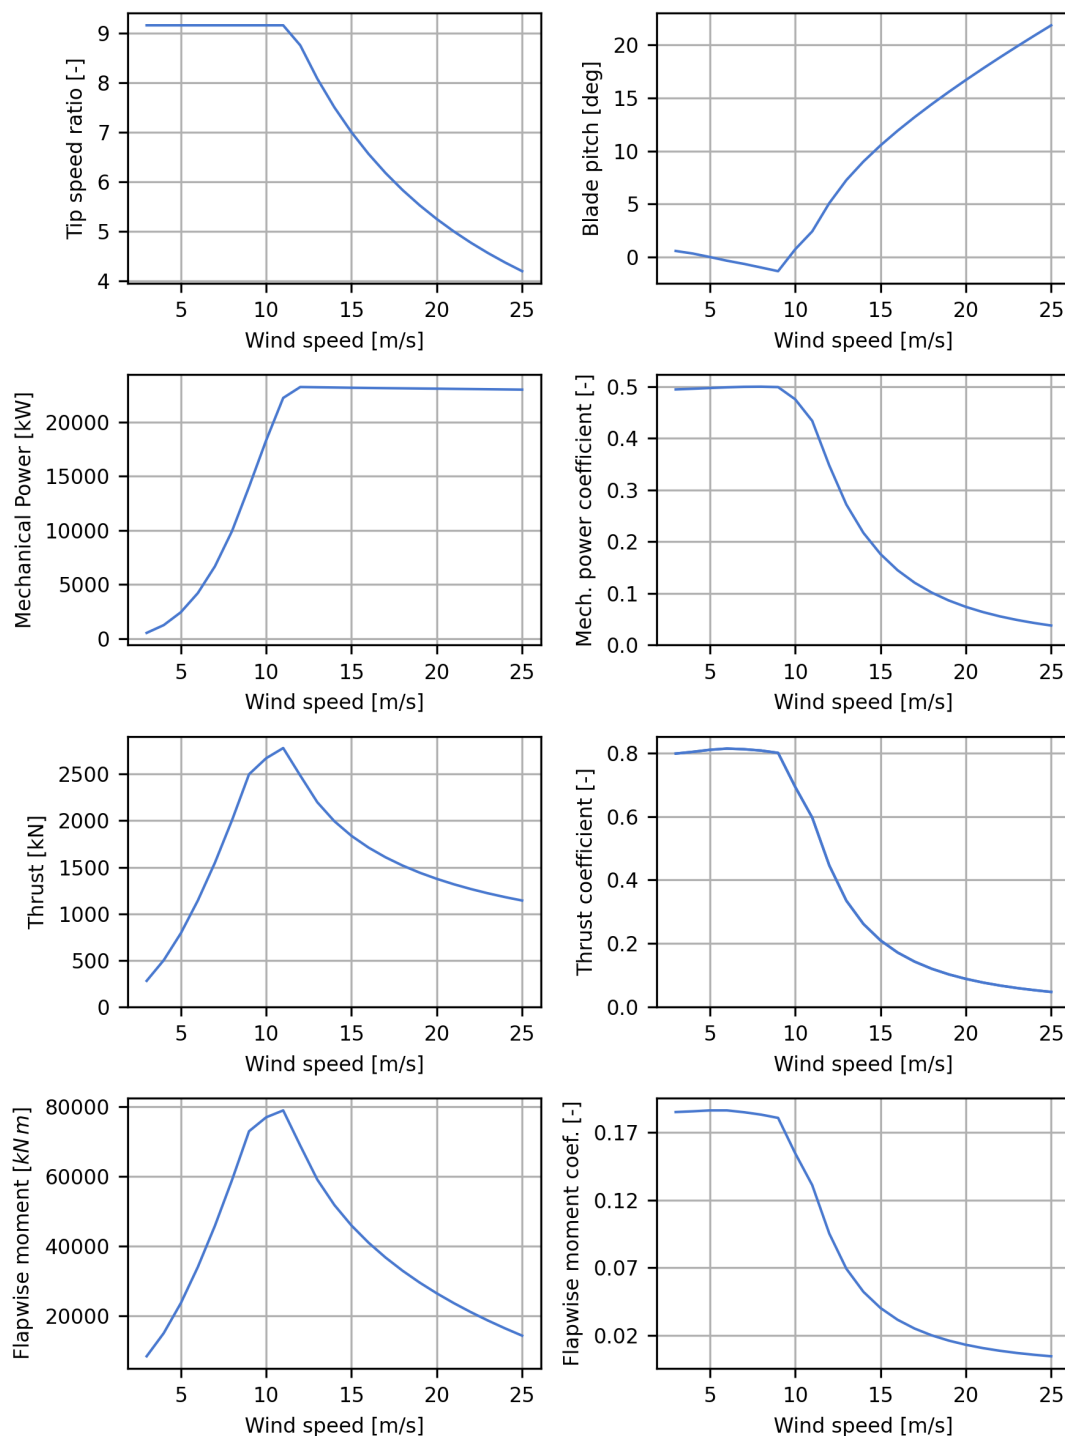 Tip speed ratio [-]
9
8
7
6
5
4
5 10 15 20 25
Wind speed [m/s]
Blade pitch [deg]
20
15
10
5
0
5 10 15 20 25
Wind speed [m/s]
Mechanical Power [kW]
20000
15000
10000
5000
0
5 10 15 20 25
Wind speed [m/s]
Mech. power coefficient [-]
0.5
0.4
0.3
0.2
0.1
0.0
5 10 15 20 25
Wind speed [m/s]
Thrust [kN]
2500
2000
1500
1000
500
0
5 10 15 20 25
Wind speed [m/s]
Thrust coefficient [-]
0.8
0.6
0.4
0.2
0.0
5 10 15 20 25
Wind speed [m/s]
Flapwise moment [kN m]
80000
60000
40000
20000
5 10 15 20 25
Wind speed [m/s]
Flapwise moment coef. [-]
0.17
0.12
0.07
0.02
5 10 15 20 25
Wind speed [m/s]